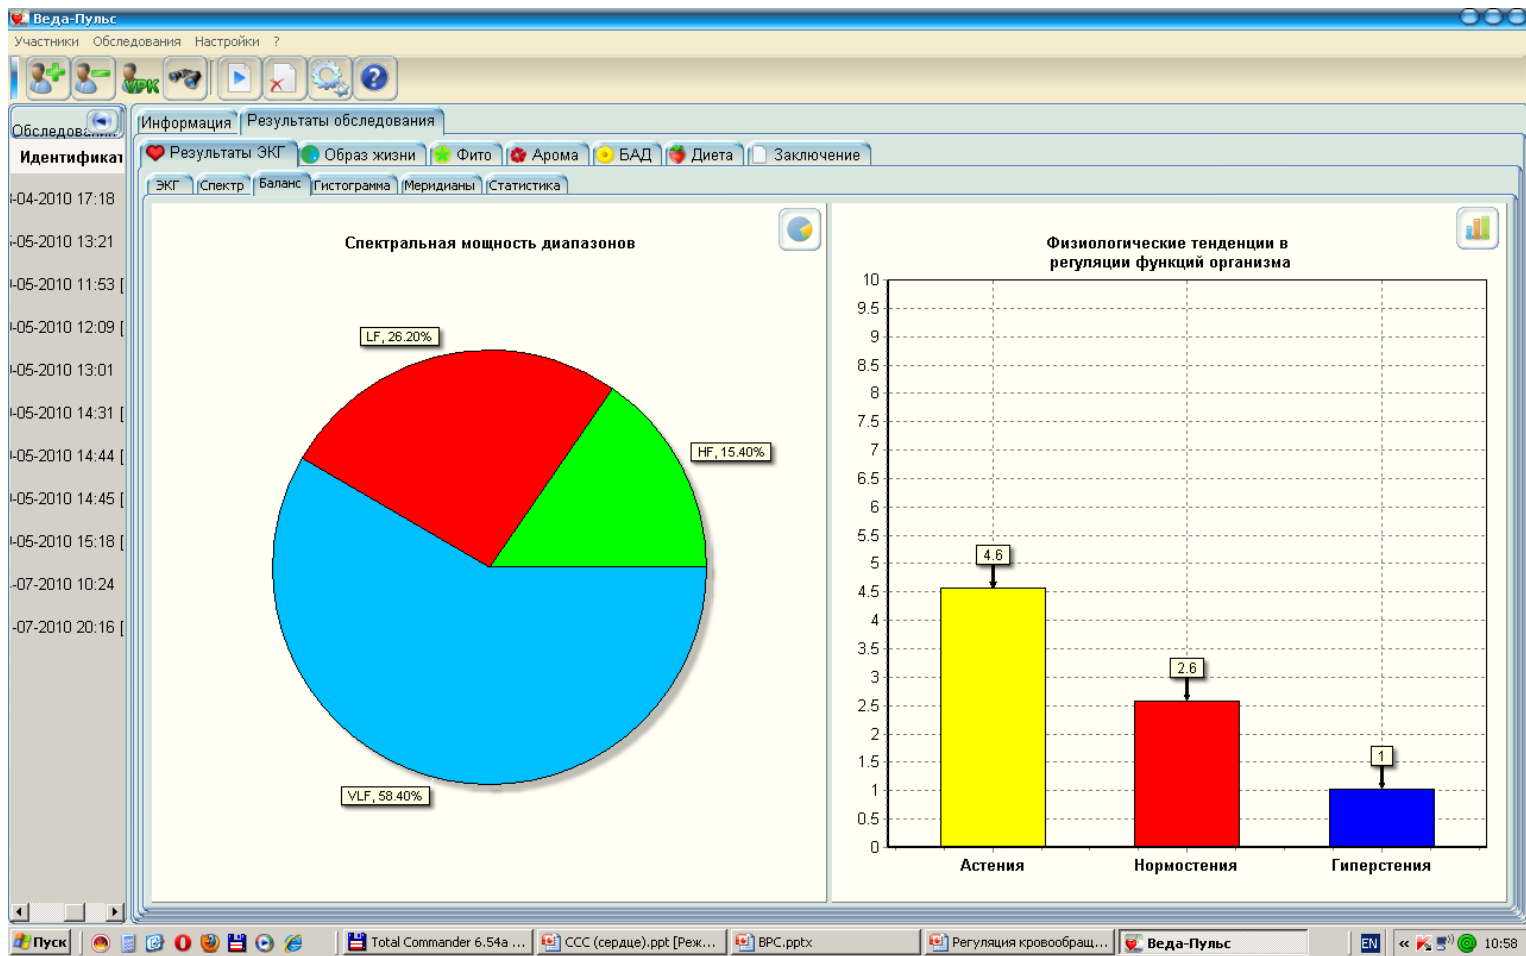 Веда-Пульс
Участники Обследования Настройки ?
VPK
Информация Результаты обследования
Идентификат
Результаты ЭКГ Образ жизни Фито Арома БАД Диета Заключение
ЭКГ Спектр Баланс Гистограмма Меридианы Статистика
-04-2010 17:18
-05-2010 13:21
-05-2010 11:53 [
-05-2010 12:09 [
-05-2010 13:01
-05-2010 14:31 [
-05-2010 14:44 [
-05-2010 14:45 [
-05-2010 15:18 [
-07-2010 10:24
-07-2010 20:16 [
Спектральная мощность диапазонов
LF, 26.20%
HF, 15.40%
VLF, 58.40%
Физиологические тенденции в
регуляции функций организма
10
9.5
9
8.5
8
7.5
7
6.5
6
5.5
5
4.5
4
3.5
3
2.5
2
1.5
1
0.5
0
4.6
2.6
1
Астения Нормостения Гиперстения
Пуск Total Commander 6.54a ... ССС (сердце).ppt [Реж... ВРС.pptx Регуляция кровообращ... Веда-Пульс EN « 10:58